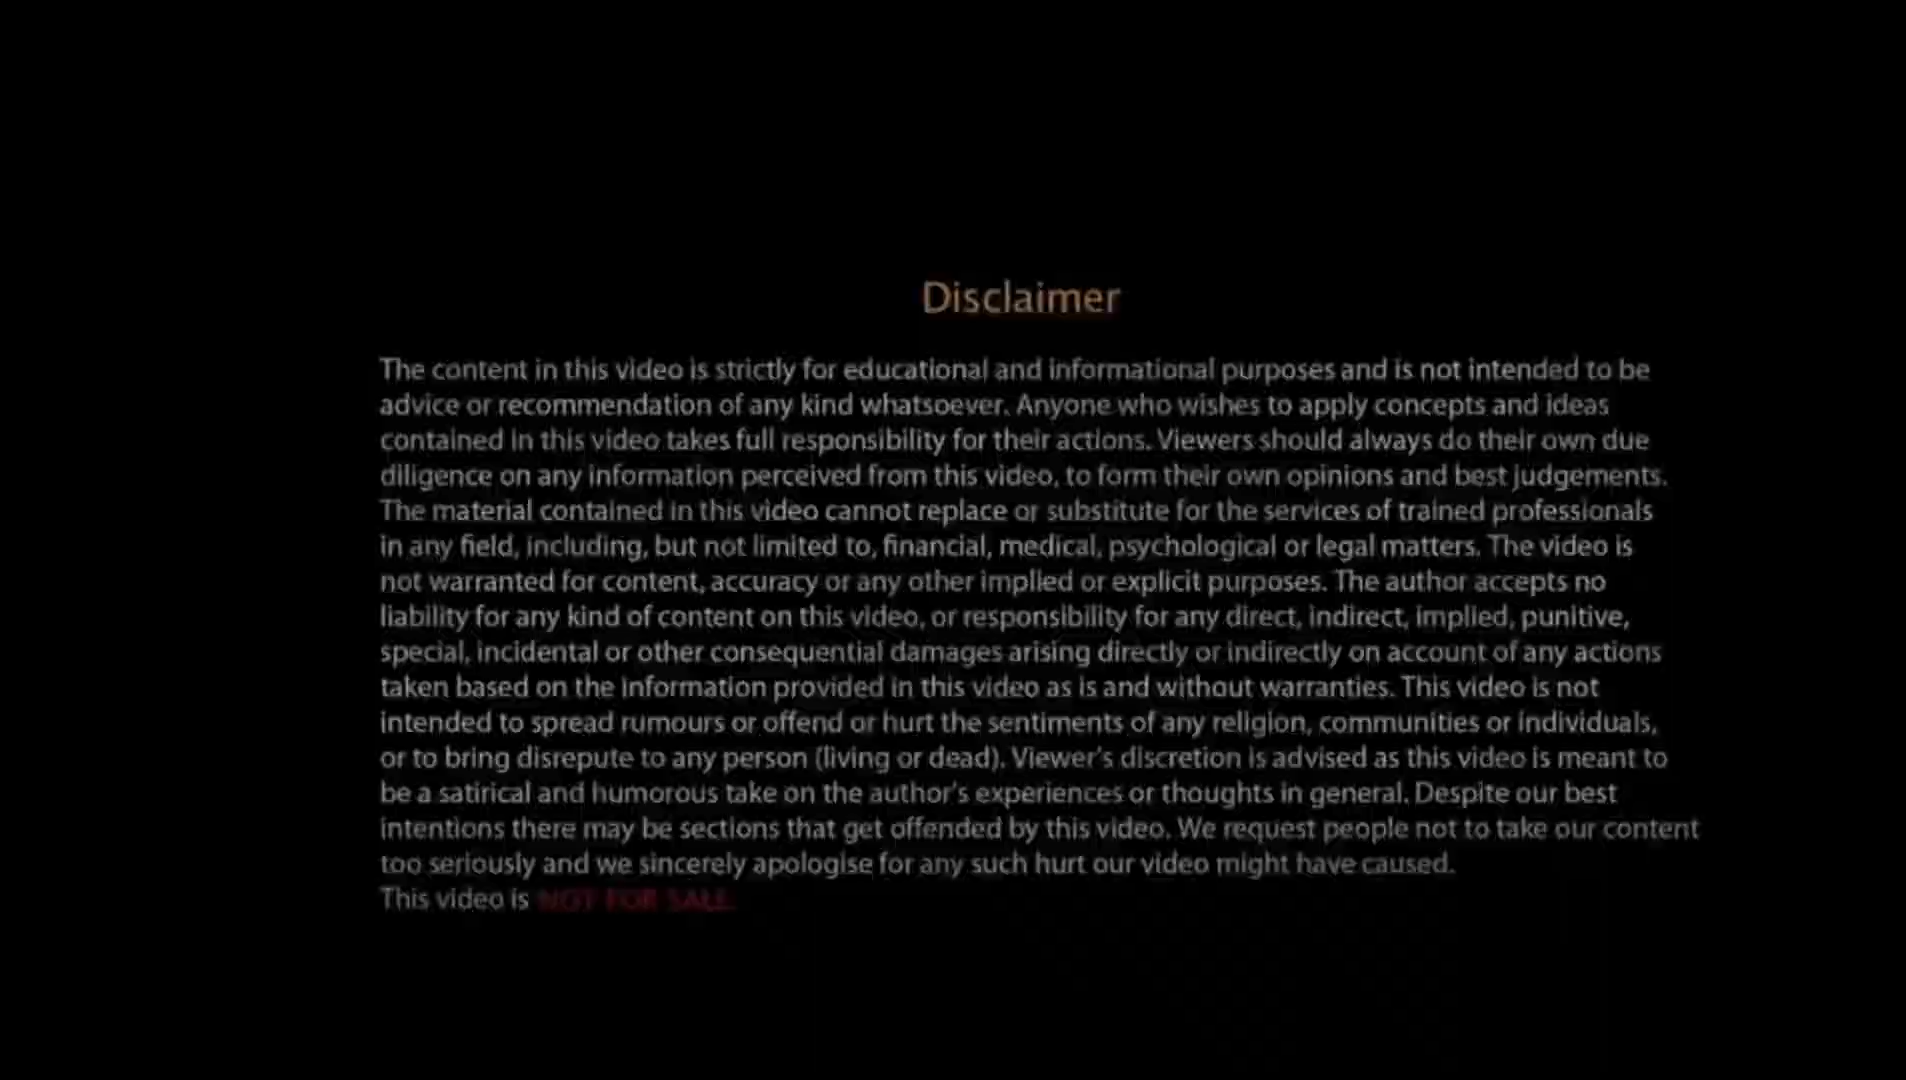 Disclaimer
The content in this video is strictly for educational and informational purposes and is not intended to be
advice or recommendation of any kind whatsoever. Anyone who wishes to apply concepts and ideas
contained in this video takes full responsibility for their actions. Viewers should always do their own due
diligence on any information perceived from this video, to form their own opinions and best judgements.
The material contained in this video cannot replace or substitute for the services of trained professionals
in any field, including, but not limited to, financial, medical, psychological or legal matters. The video is
not warranted for content, accuracy or any other implied or explicit purposes. The author accepts no
liability for any kind of content on this video, or responsibility for any direct, indirect, implied, punitive,
special, incidental or other consequential damages arising directly or indirectly on account of any actions
taken based on the information provided in this video as is and without warranties. This video is not
intended to spread rumours or offend or hurt the sentiments of any religion, communities or individuals,
or to bring disrepute to any person (living or dead). Viewer's discretion is advised as this video is meant to
be a satirical and humorous take on the author's experiences or thoughts in general. Despite our best
intentions there may be sections that get offended by this video. We request people not to take our content
too seriously and we sincerely apologise for any such hurt our video might have caused.
This video is NOT FOR SALE.